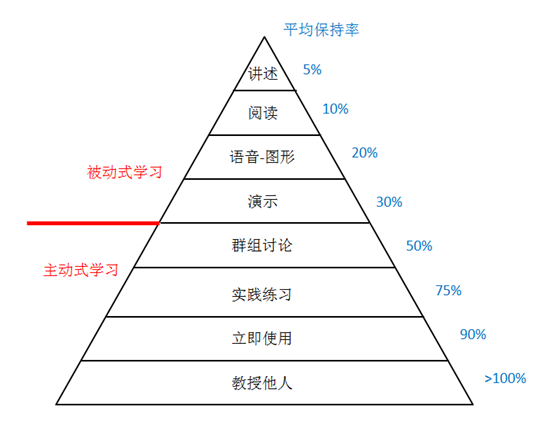 平均保持率
讲述 5%
阅读 10%
语音-图形 20%
被动式学习
演示 30%
群组讨论 50%
主动式学习
实践练习 75%
立即使用 90%
教授他人 >100%